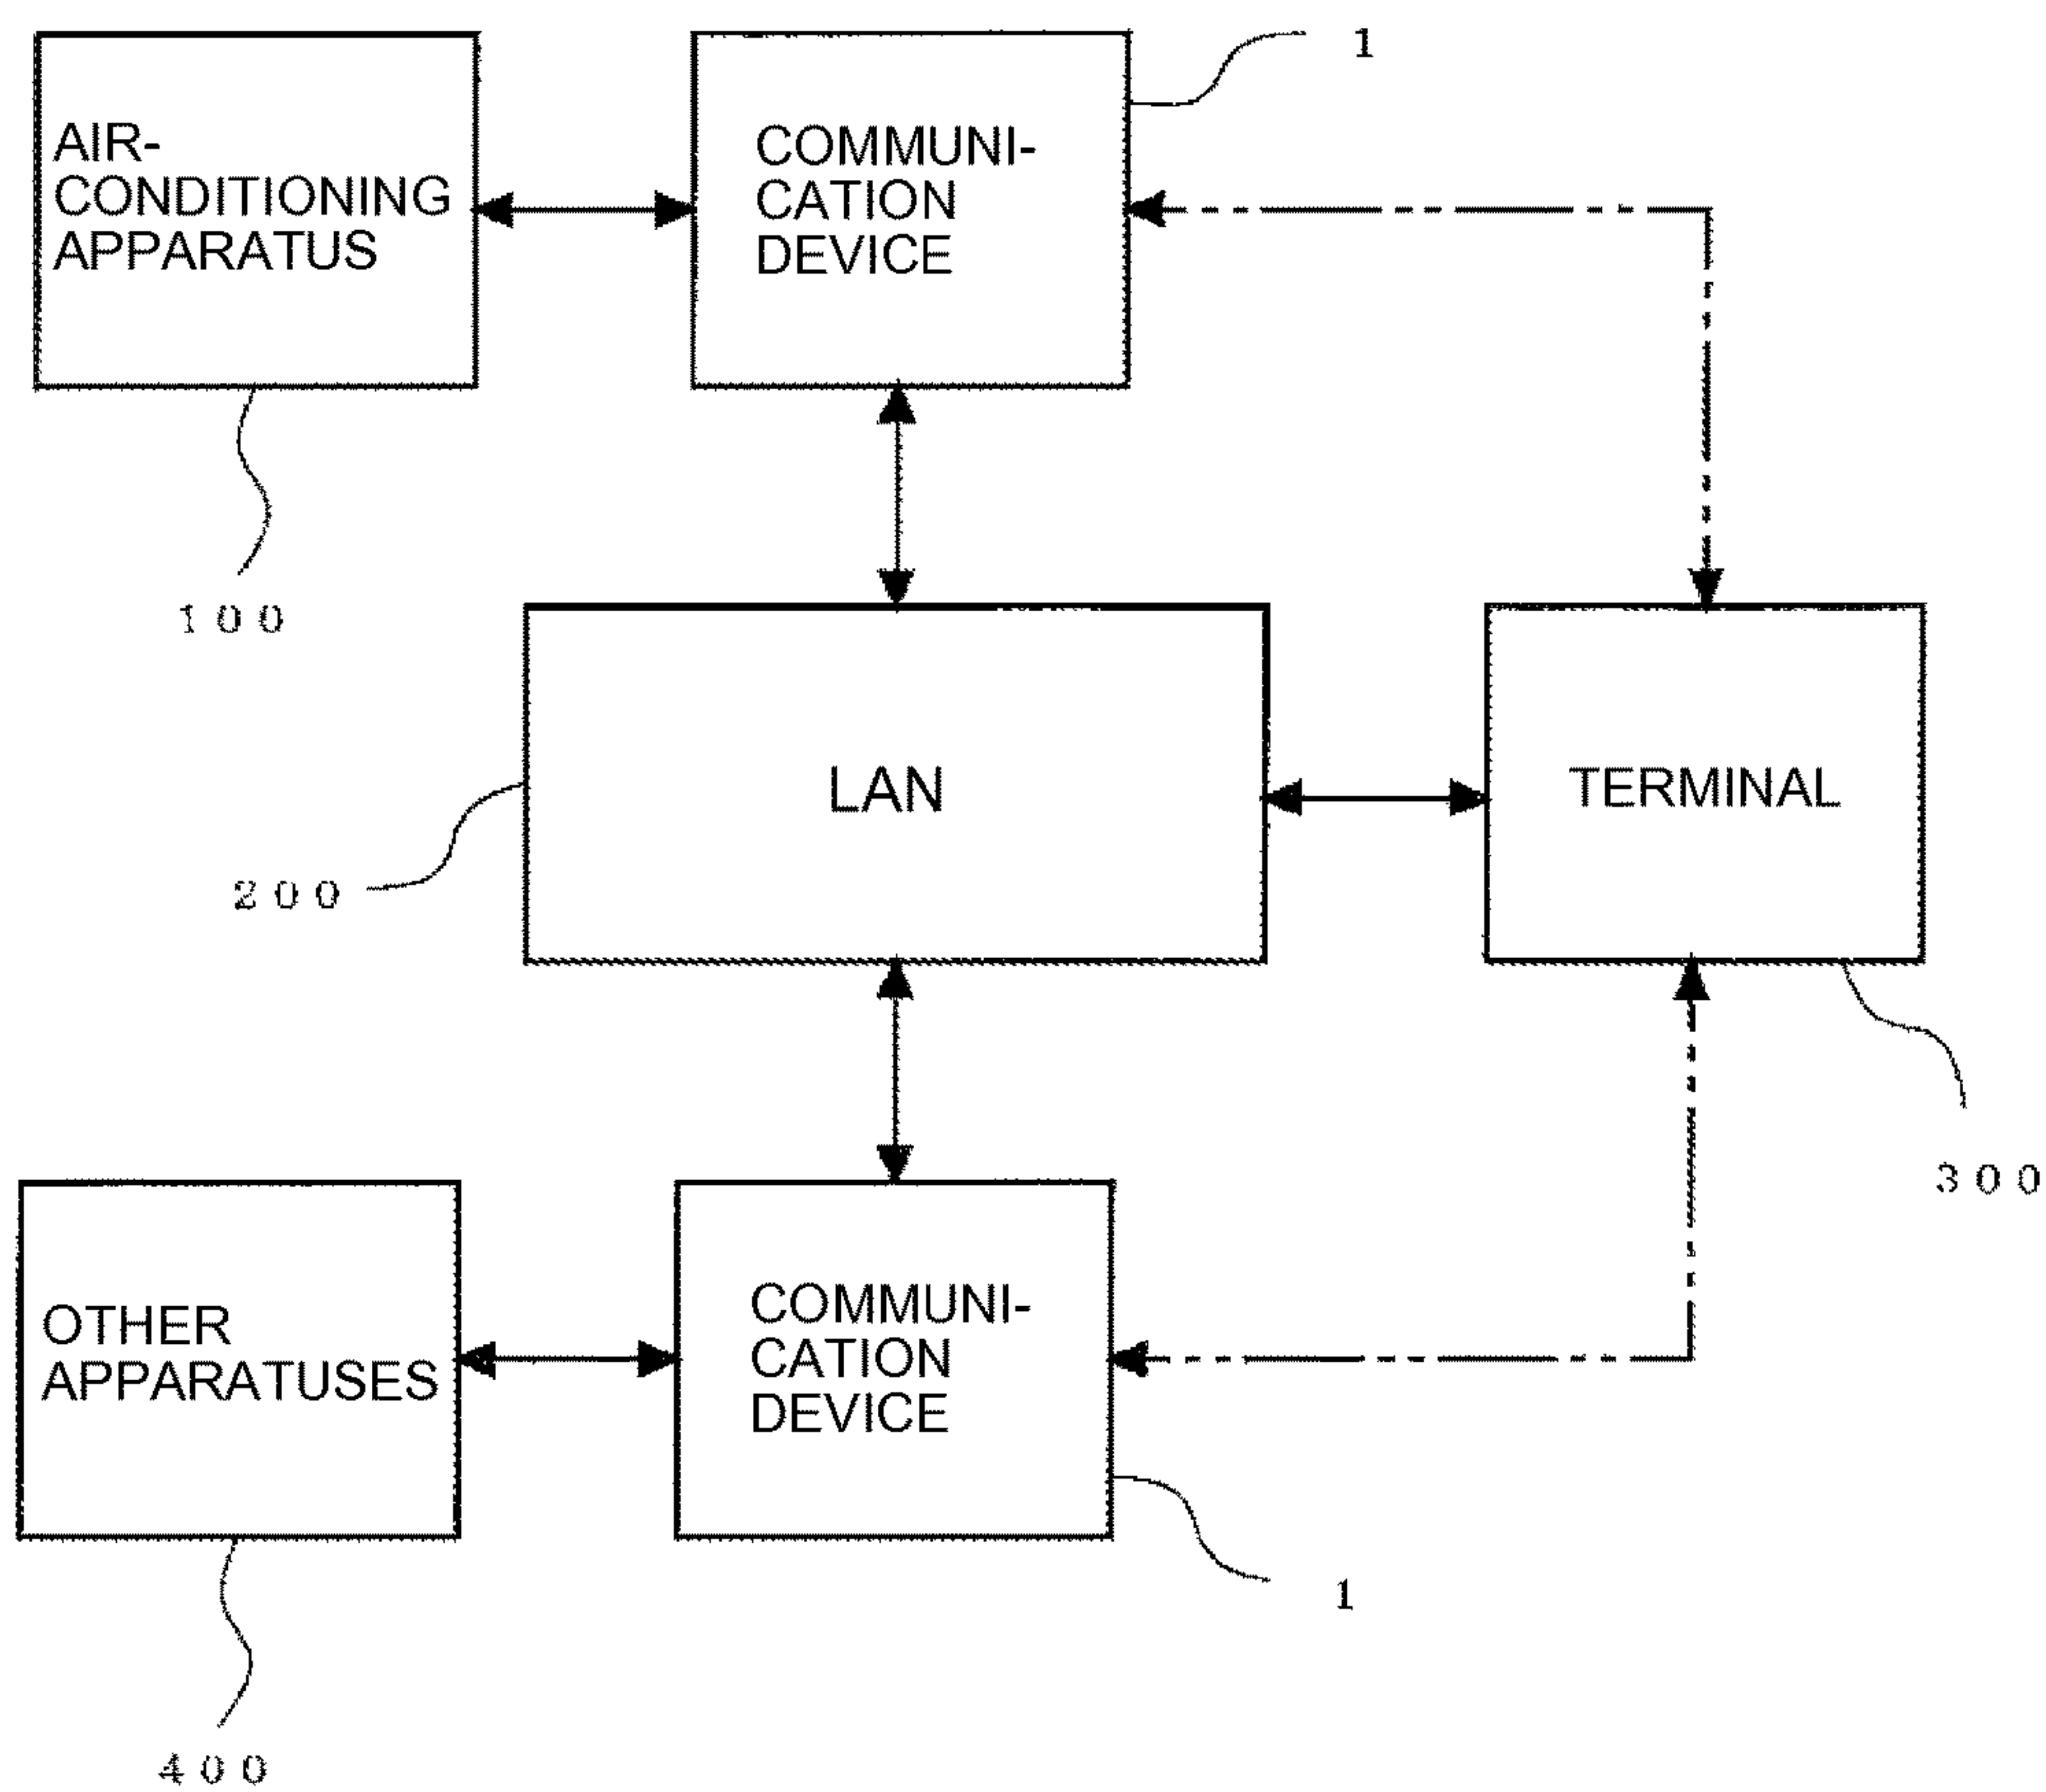 1
AIR-
CONDITIONING
APPARATUS
COMMUNI-
CATION
DEVICE
100
LAN
TERMINAL
200
300
OTHER
APPARATUSES
COMMUNI-
CATION
DEVICE
1
400